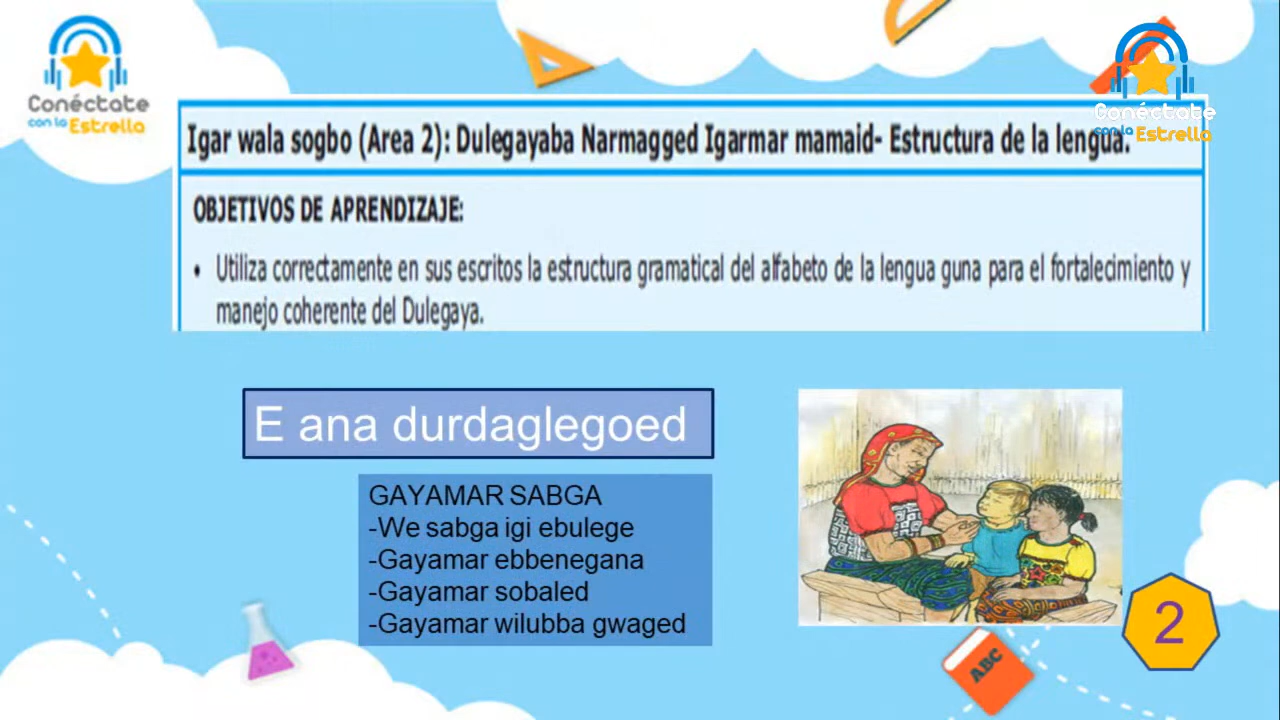 Conéctate
con la Estrella
Conéctate
con la Estrella
Igar wala sogbo (Area 2): Dulegayaba Narmagged Igarmar mamaid- Estructura de la lengua.
OBJETIVOS DE APRENDIZAJE:
• Utiliza correctamente en sus escritos la estructura gramatical del alfabeto de la lengua guna para el fortalecimiento y
manejo coherente del Dulegaya.
E ana durdaglegoed
GAYAMAR SABGA
-We sabga igi ebulege
-Gayamar ebbenegana
-Gayamar sobaled
-Gayamar wilubba gwaged
2
ABC